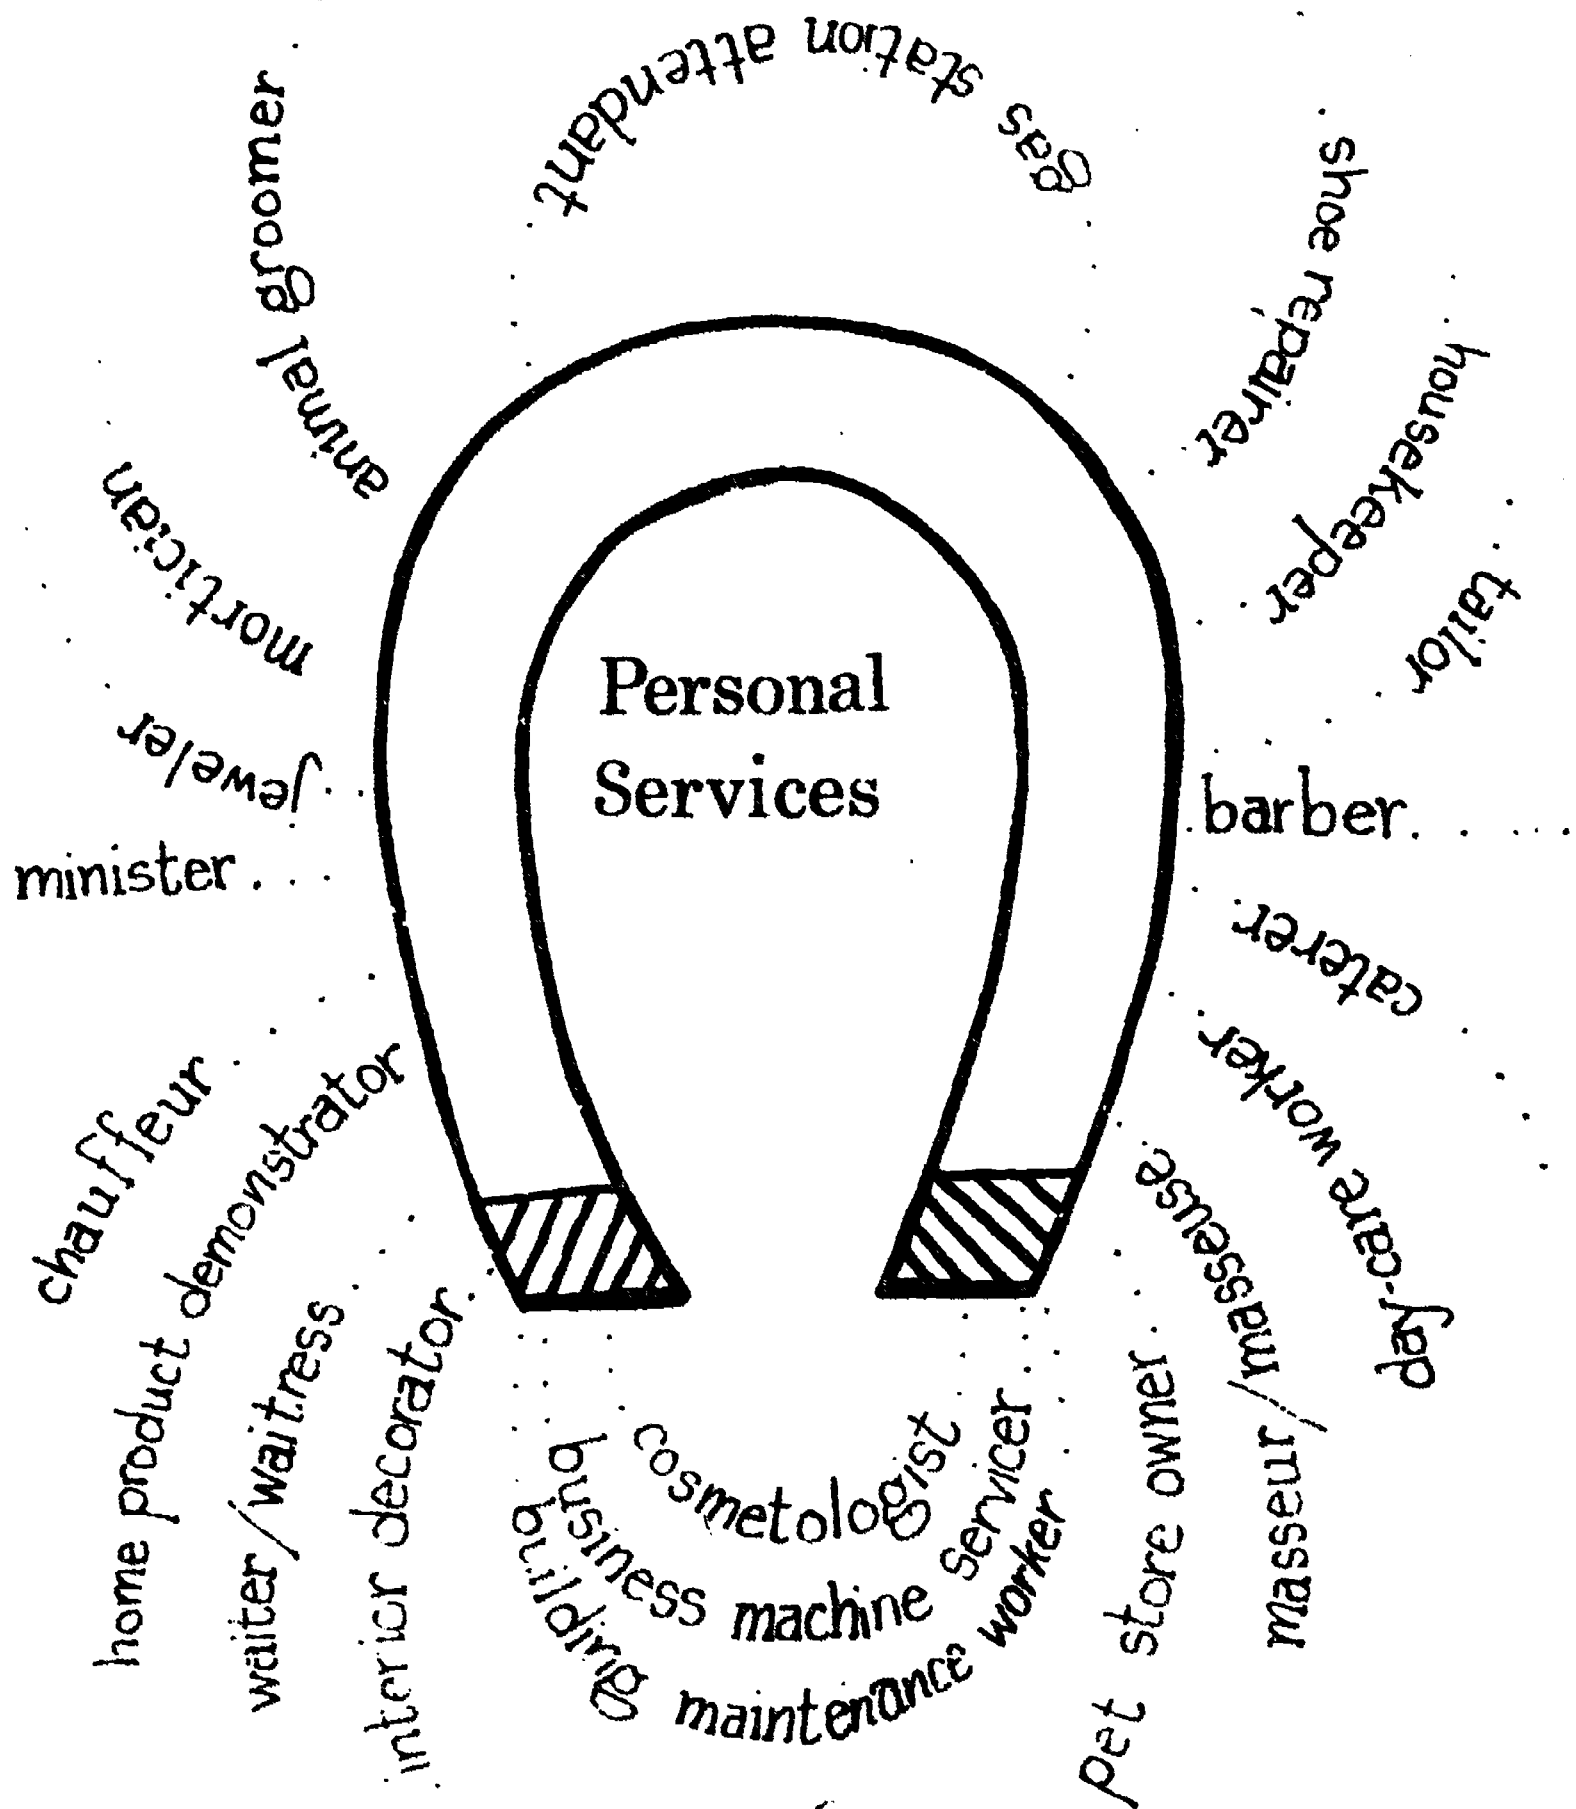 gas station attendant
animal groomer
shoe repairer
housekeeper
mortician
tailor
Personal
Services
jeweler
barber
minister
caterer
day-care worker
chauffeur
home product demonstrator
masseur/masseuse
waiter/waitress
interior decorator
pet store owner
cosmetologist
business machine servicer
building maintenance worker